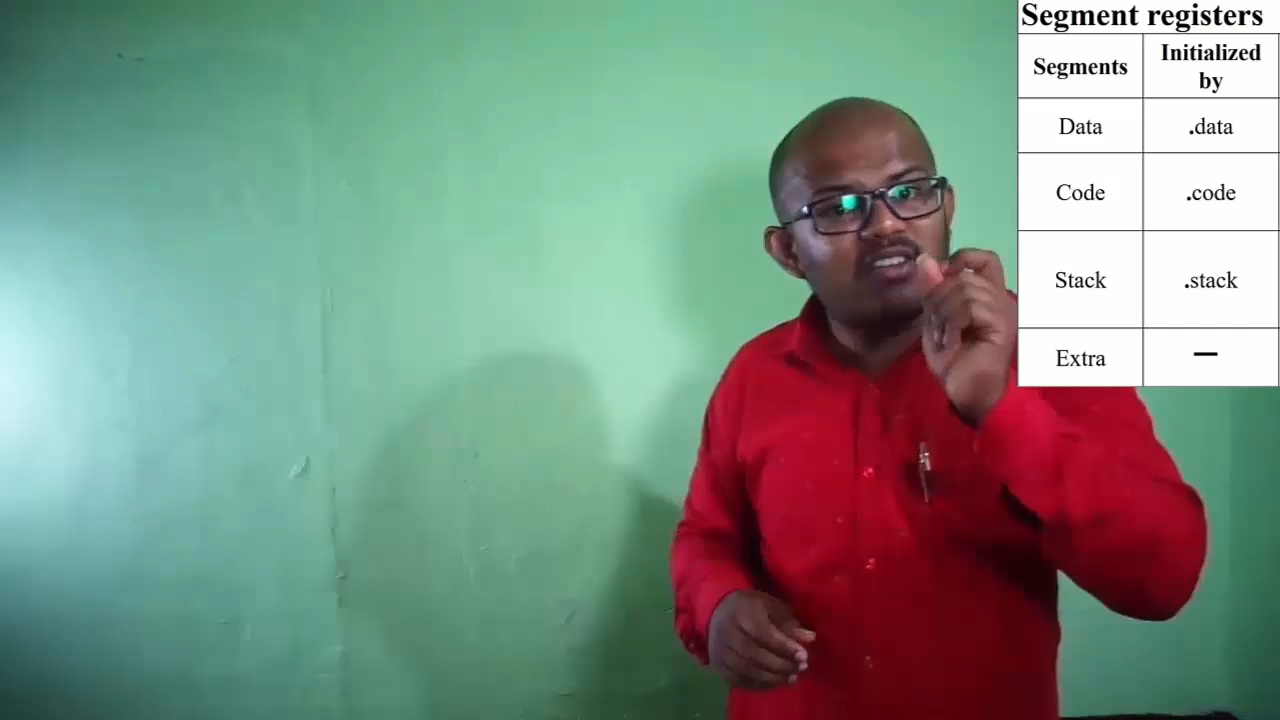 Segment registers
Segments
Initialized
by
Data
.data
Code
.code
Stack
.stack
Extra
—